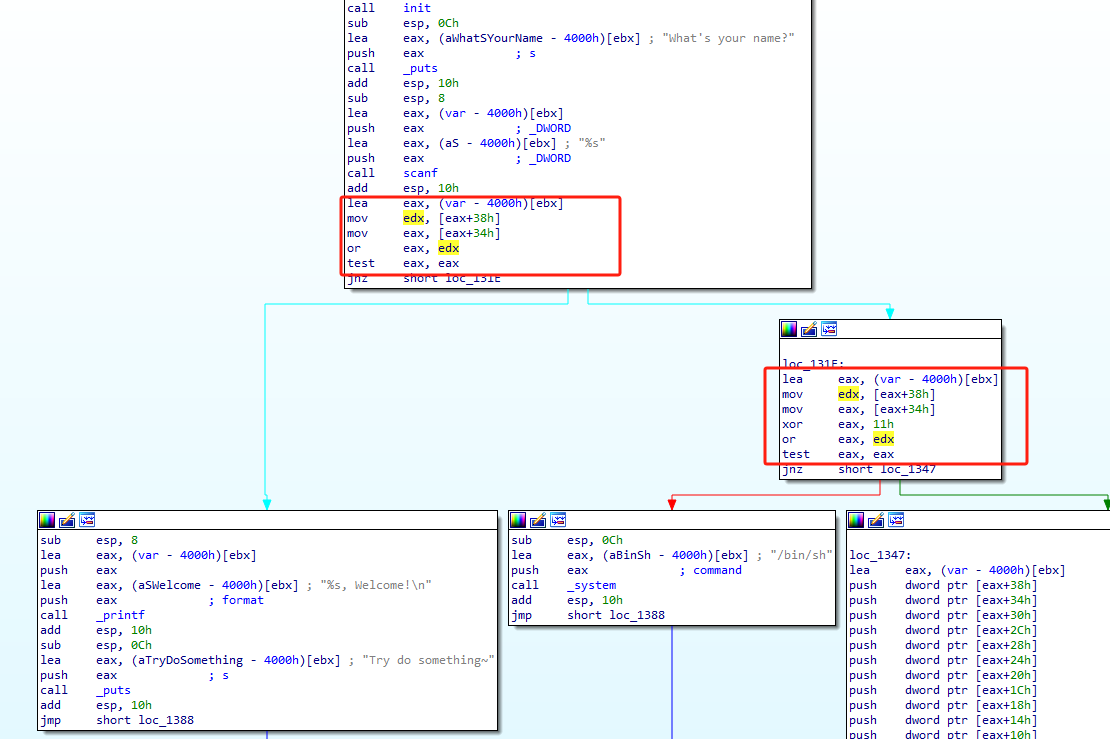 call init
sub esp, 0Ch
lea eax, (aWhatSYourName - 4000h)[ebx] ; "What's your name?"
push eax ; s
call _puts
add esp, 10h
sub esp, 8
lea eax, (var - 4000h)[ebx]
push eax ; _DWORD
lea eax, (aS - 4000h)[ebx] ; "%s"
push eax ; _DWORD
call scanf
add esp, 10h
lea eax, (var - 4000h)[ebx]
mov edx, [eax+38h]
mov eax, [eax+34h]
or eax, edx
test eax, eax
jnz short loc_131E
loc_131E:
lea eax, (var - 4000h)[ebx]
mov edx, [eax+38h]
mov eax, [eax+34h]
xor eax, 11h
or eax, edx
test eax, eax
jnz short loc_1347
sub esp, 8
lea eax, (var - 4000h)[ebx]
push eax
lea eax, (aSWelcome - 4000h)[ebx] ; "%s, Welcome!\n"
push eax ; format
call _printf
add esp, 10h
sub esp, 0Ch
lea eax, (aTryDoSomething - 4000h)[ebx] ; "Try do something~"
push eax ; s
call _puts
add esp, 10h
jmp short loc_1388
sub esp, 0Ch
lea eax, (aBinSh - 4000h)[ebx] ; "/bin/sh"
push eax ; command
call _system
add esp, 10h
jmp short loc_1388
loc_1347:
lea eax, (var - 4000h)[ebx]
push dword ptr [eax+38h]
push dword ptr [eax+34h]
push dword ptr [eax+30h]
push dword ptr [eax+2Ch]
push dword ptr [eax+28h]
push dword ptr [eax+24h]
push dword ptr [eax+20h]
push dword ptr [eax+1Ch]
push dword ptr [eax+18h]
push dword ptr [eax+14h]
push dword ptr [eax+10h]